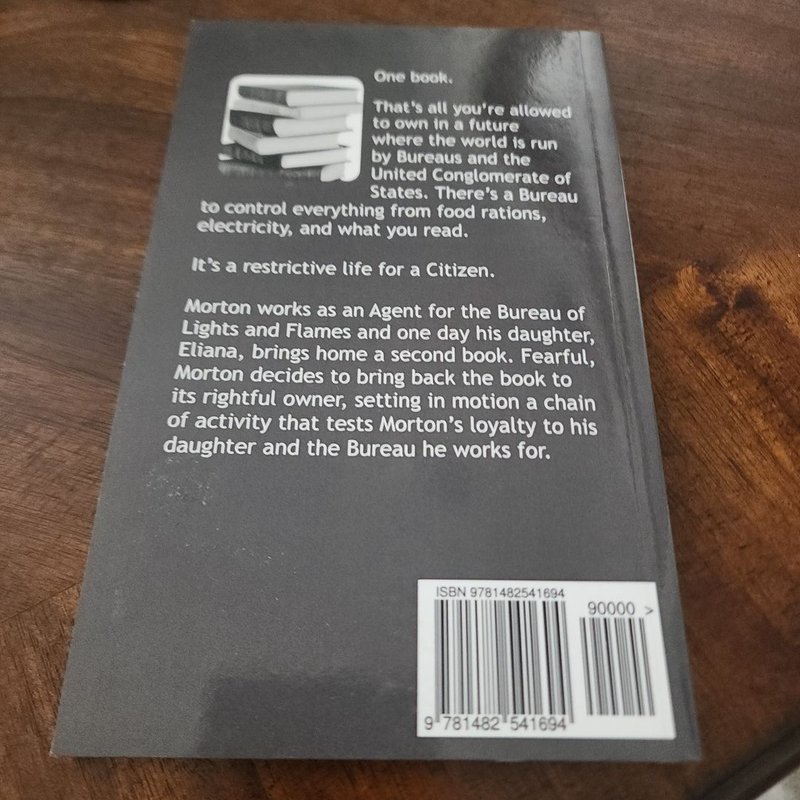 One book.
That's all you're allowed
to own in a future
where the world is run
by Bureaus and the
United Conglomerate of
States. There's a Bureau
to control everything from food rations,
electricity, and what you read.
It's a restrictive life for a Citizen.
Morton works as an Agent for the Bureau of
Lights and Flames and one day his daughter,
Eliana, brings home a second book. Fearful,
Morton decides to bring back the book to
its rightful owner, setting in motion a chain
of activity that tests Morton's loyalty to his
daughter and the Bureau he works for.
ISBN 9781482541694
90000 >
9 781482 541694